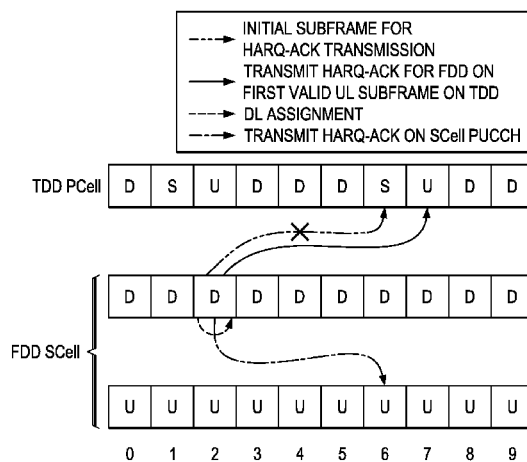 INITIAL SUBFRAME FOR
HARQ-ACK TRANSMISSION
TRANSMIT HARQ-ACK FOR FDD ON
FIRST VALID UL SUBFRAME ON TDD
DL ASSIGNMENT
TRANSMIT HARQ-ACK ON SCell PUCCH
TDD PCell D S U D D D S U D D
D D D D D D D D D D
FDD SCell
U U U U U U U U U U
0 1 2 3 4 5 6 7 8 9